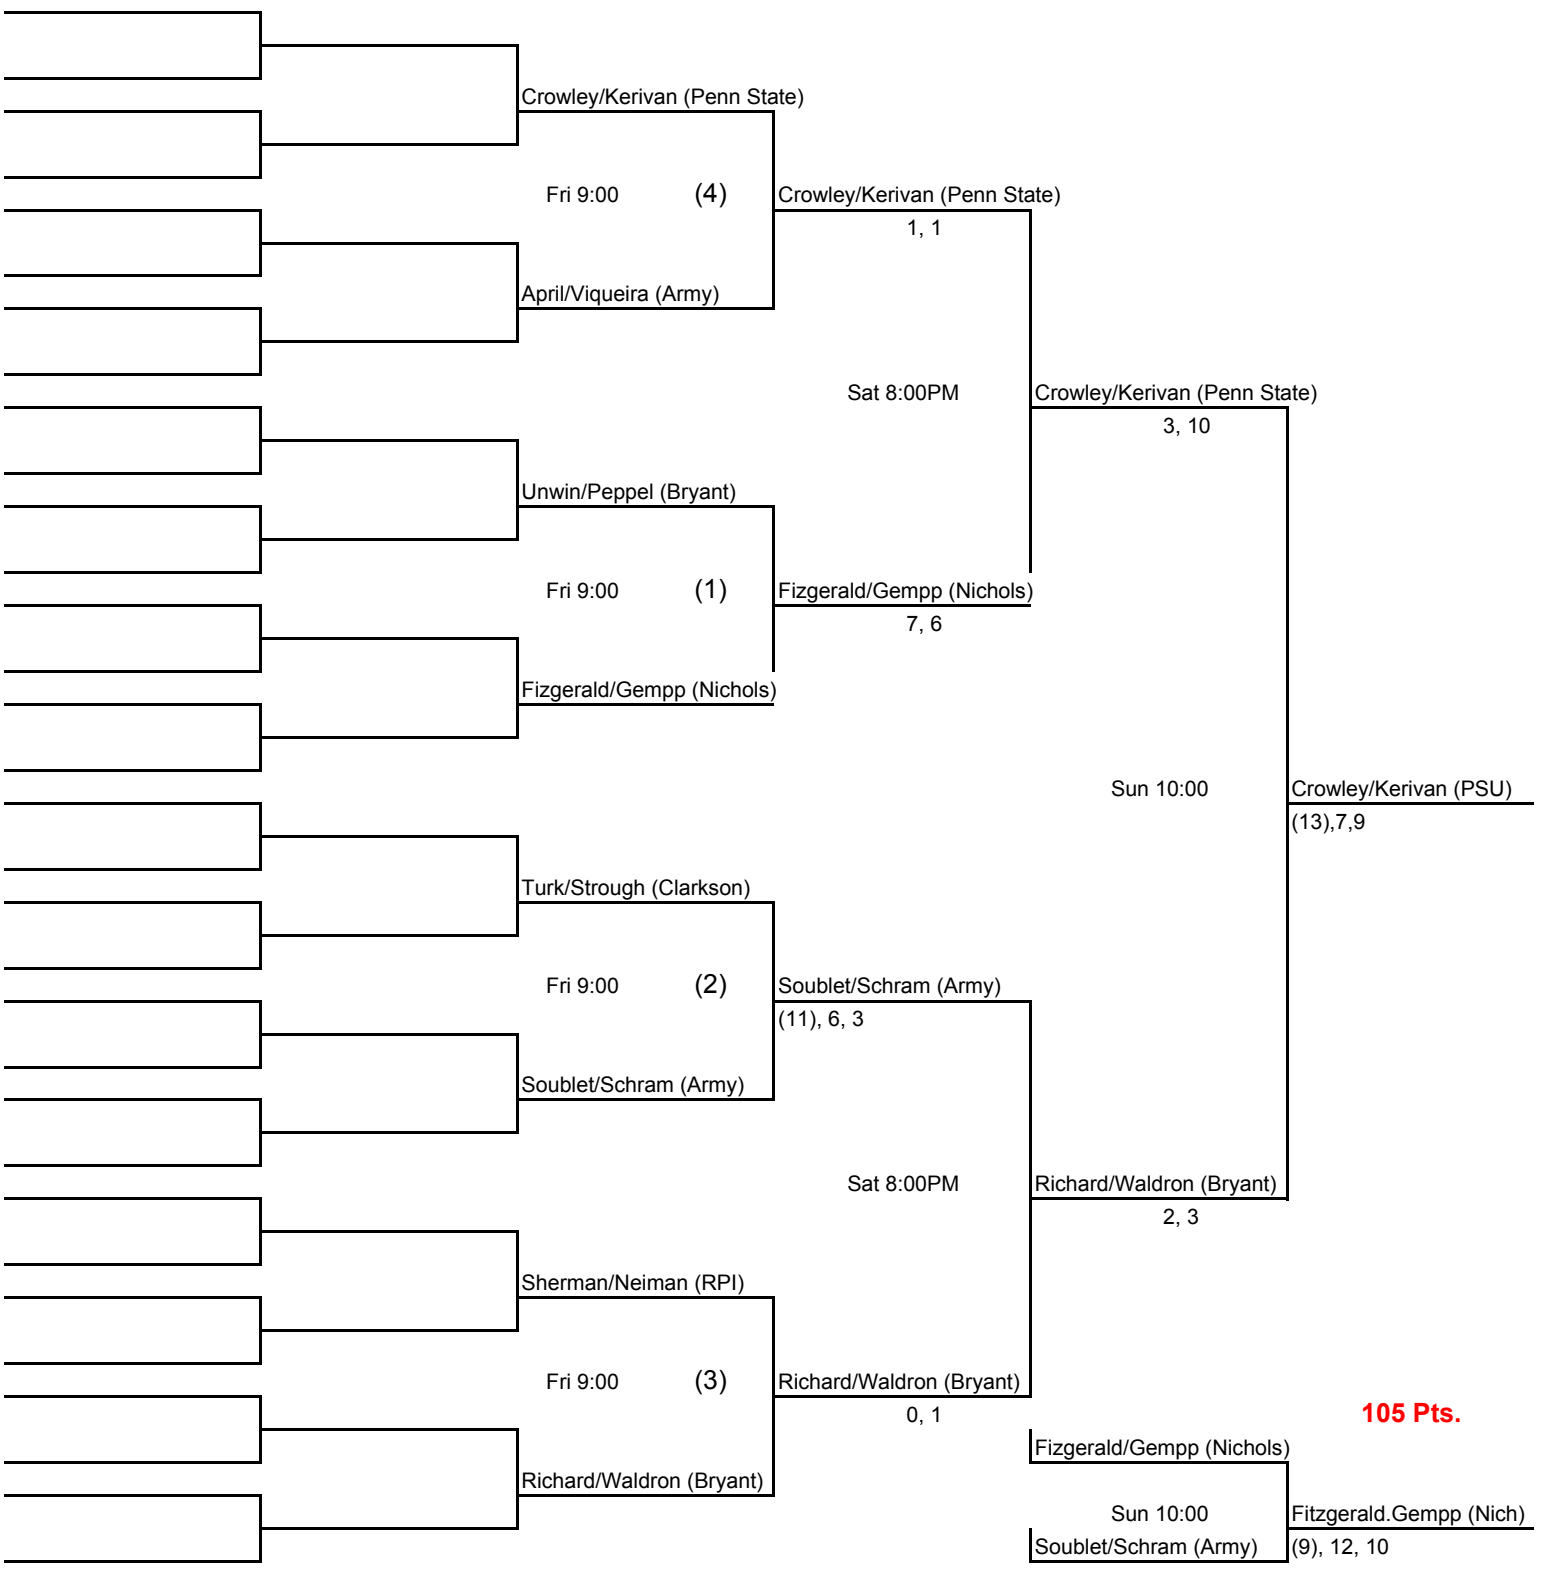 Crowley/Kerivan (Penn State)
Fri 9:00 (4) Crowley/Kerivan (Penn State)
1, 1
April/Viqueira (Army)
Sat 8:00PM Crowley/Kerivan (Penn State)
3, 10
Unwin/Peppel (Bryant)
Fri 9:00 (1) Fizgerald/Gempp (Nichols)
7, 6
Fizgerald/Gempp (Nichols)
Sun 10:00 Crowley/Kerivan (PSU)
(13),7,9
Turk/Strough (Clarkson)
Fri 9:00 (2) Soublet/Schram (Army)
(11), 6, 3
Soublet/Schram (Army)
Sat 8:00PM Richard/Waldron (Bryant)
2, 3
Sherman/Neiman (RPI)
Fri 9:00 (3) Richard/Waldron (Bryant)
0, 1
105 Pts.
Fizgerald/Gempp (Nichols)
Richard/Waldron (Bryant)
Sun 10:00 Fitzgerald.Gempp (Nich)
Soublet/Schram (Army) (9), 12, 10